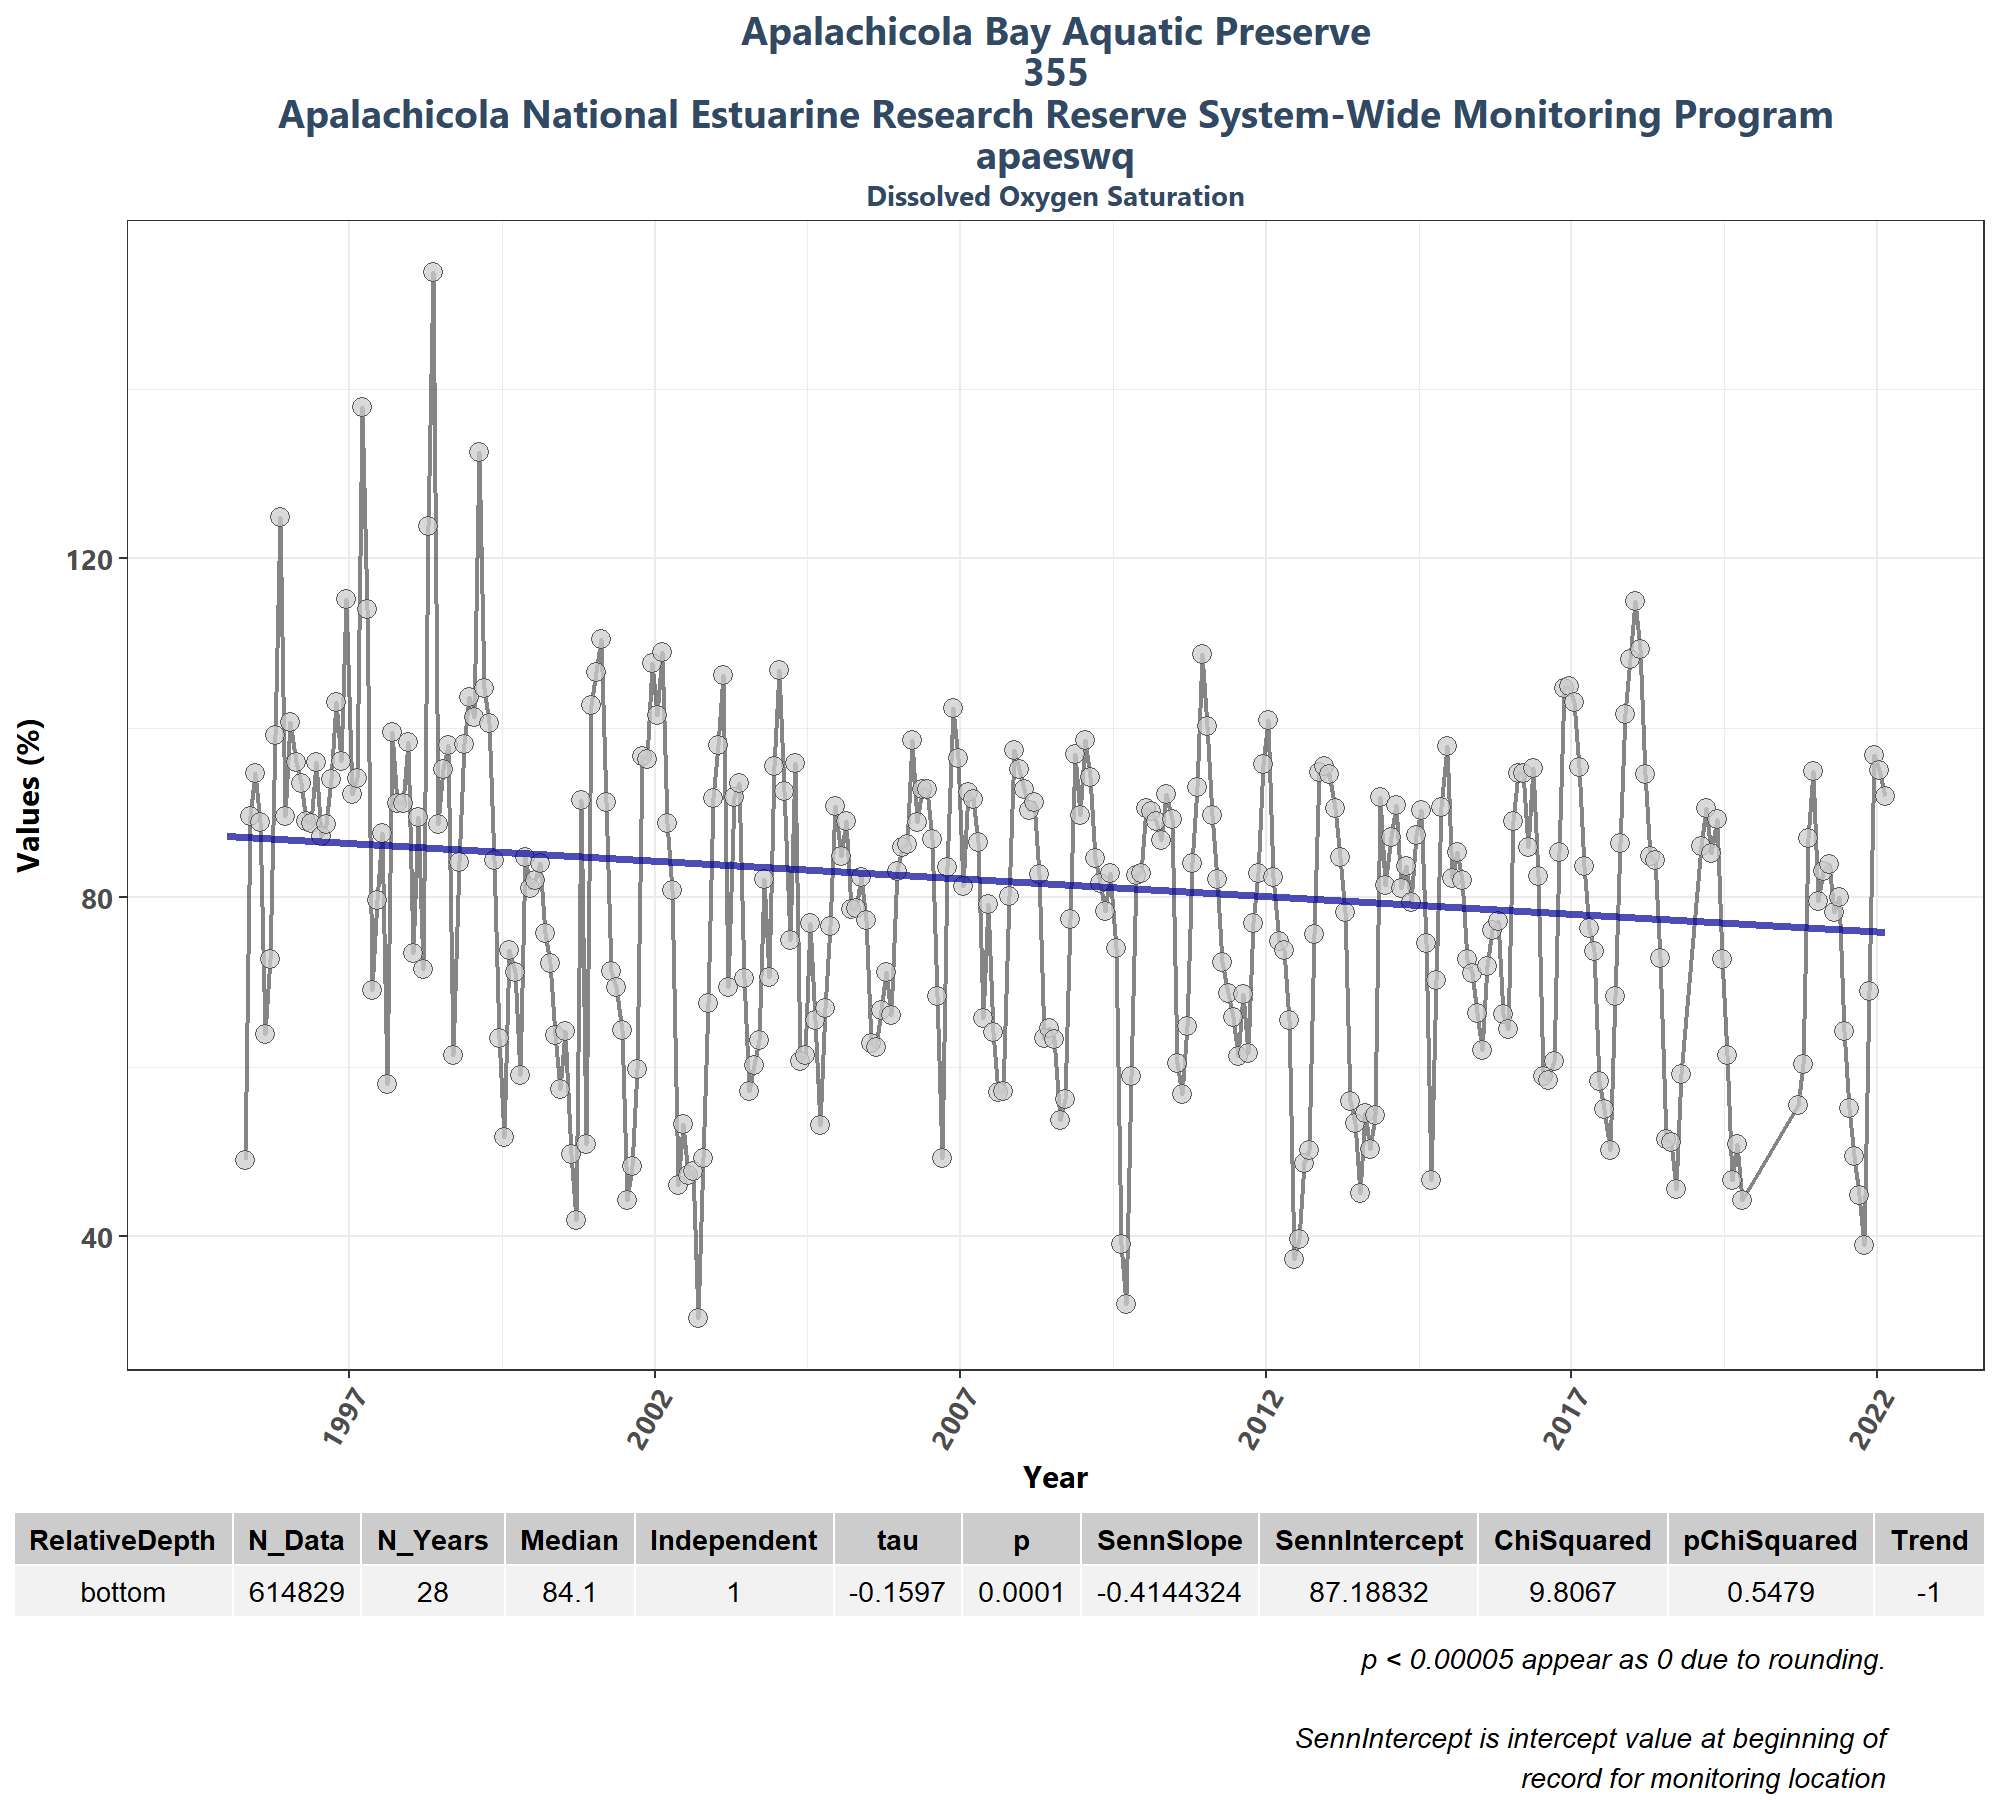 Apalachicola Bay Aquatic Preserve
355
Apalachicola National Estuarine Research Reserve System-Wide Monitoring Program
apaeswq
Dissolved Oxygen Saturation
Values (%)
120
80
40
1997 2002 2007 2012 2017 2022
Year
RelativeDepth N_Data N_Years Median Independent tau p SennSlope SennIntercept ChiSquared pChiSquared Trend
bottom 614829 28 84.1 1 -0.1597 0.0001 -0.4144324 87.18832 9.8067 0.5479 -1
p < 0.00005 appear as 0 due to rounding.
SennIntercept is intercept value at beginning of
record for monitoring location